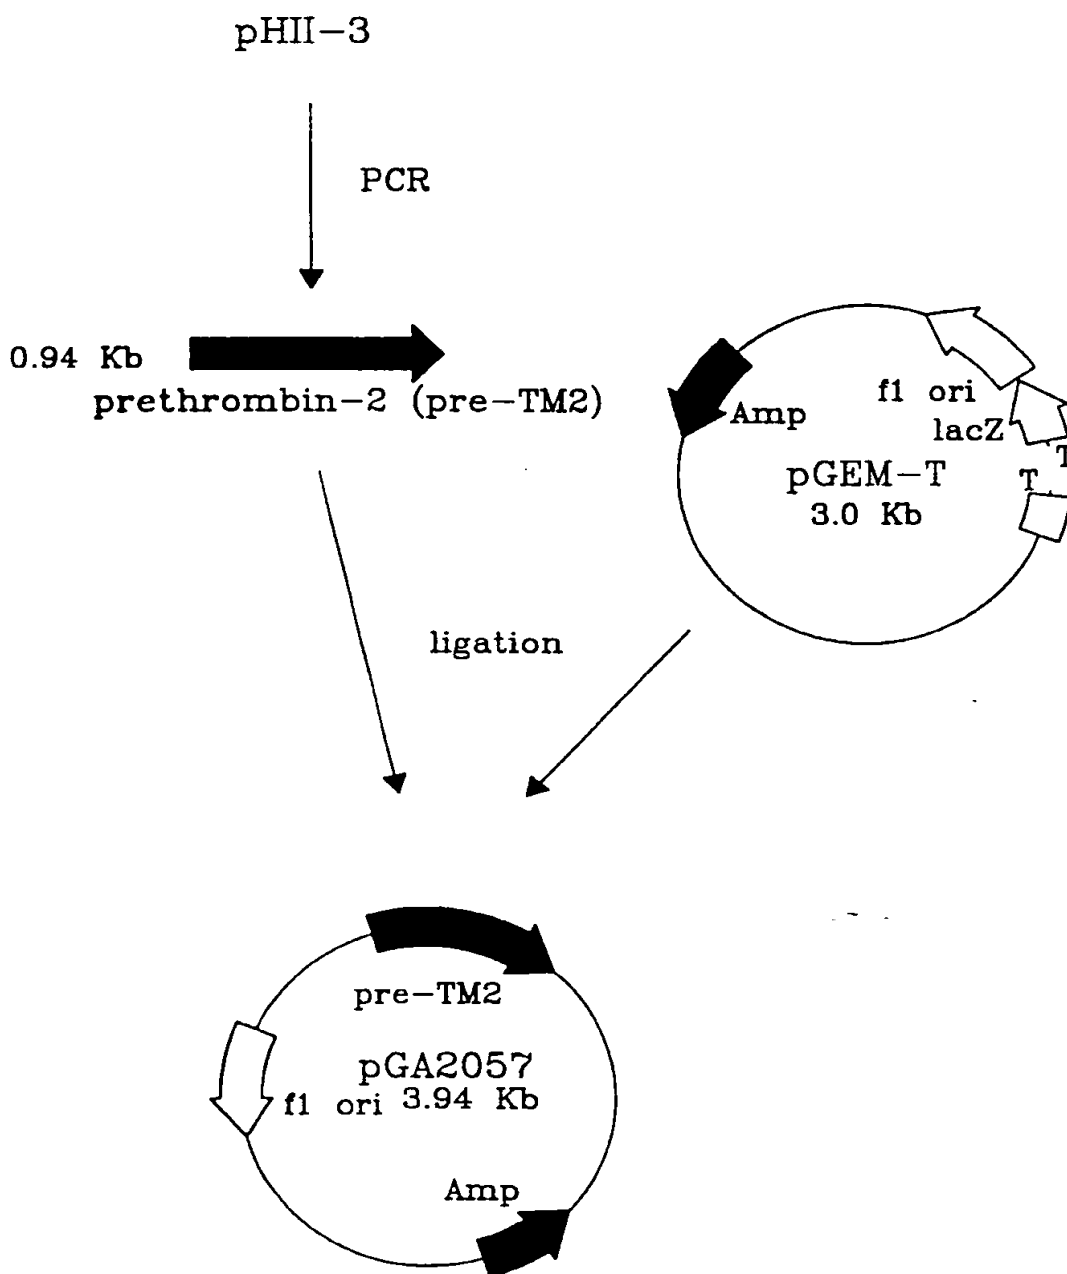 pHII-3
PCR
0.94 Kb
prethrombin-2 (pre-TM2)
Amp
f1 ori
lacZ
T
T
pGEM-T
3.0 Kb
ligation
pre-TM2
pGA2057
f1 ori 3.94 Kb
Amp